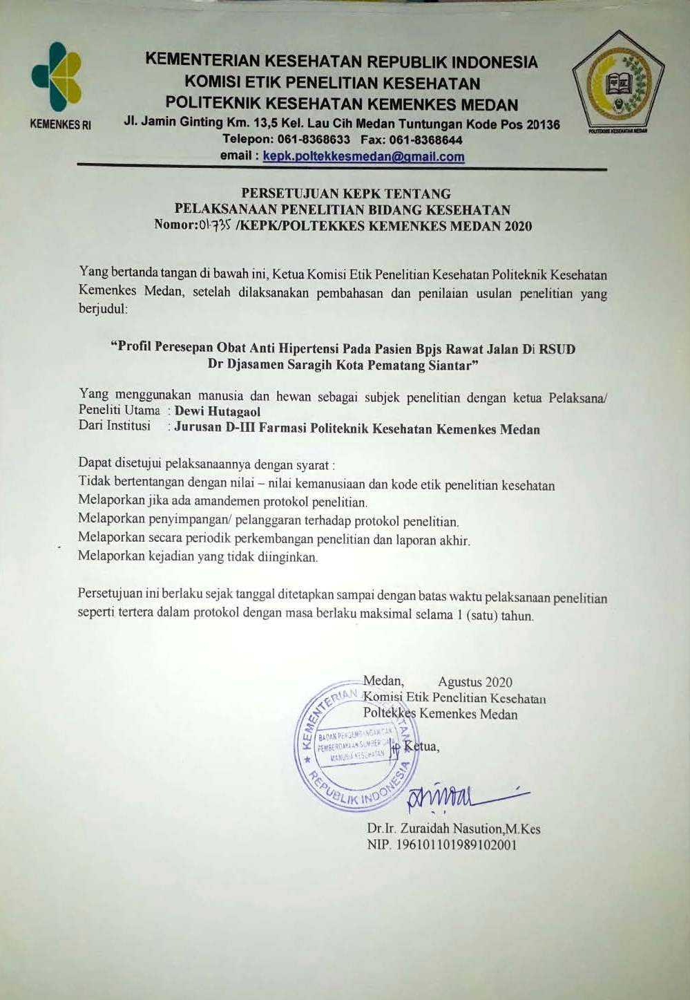 KEMENTERIAN KESEHATAN REPUBLIK INDONESIA
KOMISI ETIK PENELITIAN KESEHATAN
POLITEKNIK KESEHATAN KEMENKES MEDAN
KEMENKES RI
Jl. Jamin Ginting Km. 13,5 Kel. Lau Cih Medan Tuntungan Kode Pos 20136
POLITEKNIK KESEHATAN MEDAN
Telepon: 061-8368633 Fax: 061-8368644
email : kepk.poltekkesmedan@gmail.com
PERSETUJUAN KEPK TENTANG
PELAKSANAAN PENELITIAN BIDANG KESEHATAN
Nomor:01.735 /KEPK/POLTEKKES KEMENKES MEDAN 2020
Yang bertanda tangan di bawah ini, Ketua Komisi Etik Penelitian Kesehatan Politeknik Kesehatan
Kemenkes Medan, setelah dilaksanakan pembahasan dan penilaian usulan penelitian yang
berjudul:
“Profil Peresepan Obat Anti Hipertensi Pada Pasien Bpjs Rawat Jalan Di RSUD
Dr Djasamen Saragih Kota Pematang Siantar”
Yang menggunakan manusia dan hewan sebagai subjek penelitian dengan ketua Pelaksana/
Peneliti Utama : Dewi Hutagaol
Dari Institusi : Jurusan D-III Farmasi Politeknik Kesehatan Kemenkes Medan
Dapat disetujui pelaksanaannya dengan syarat :
Tidak bertentangan dengan nilai – nilai kemanusiaan dan kode etik penelitian kesehatan
Melaporkan jika ada amandemen protokol penelitian.
Melaporkan penyimpangan/ pelanggaran terhadap protokol penelitian.
Melaporkan secara periodik perkembangan penelitian dan laporan akhir.
Melaporkan kejadian yang tidak diinginkan.
Persetujuan ini berlaku sejak tanggal ditetapkan sampai dengan batas waktu pelaksanaan penelitian
seperti tertera dalam protokol dengan masa berlaku maksimal selama 1 (satu) tahun.
Medan, Agustus 2020
Komisi Etik Penelitian Kesehatan
Poltekkes Kemenkes Medan
Ketua,
KEMENTERIAN KESEHATAN
BADAN PENGEMBANGAN DAN
PEMBERDAYAAN SUMBER DAYA
MANUSIA KESEHATAN
REPUBLIK INDONESIA
Dr.Ir. Zuraidah Nasution,M.Kes
NIP. 196101101989102001